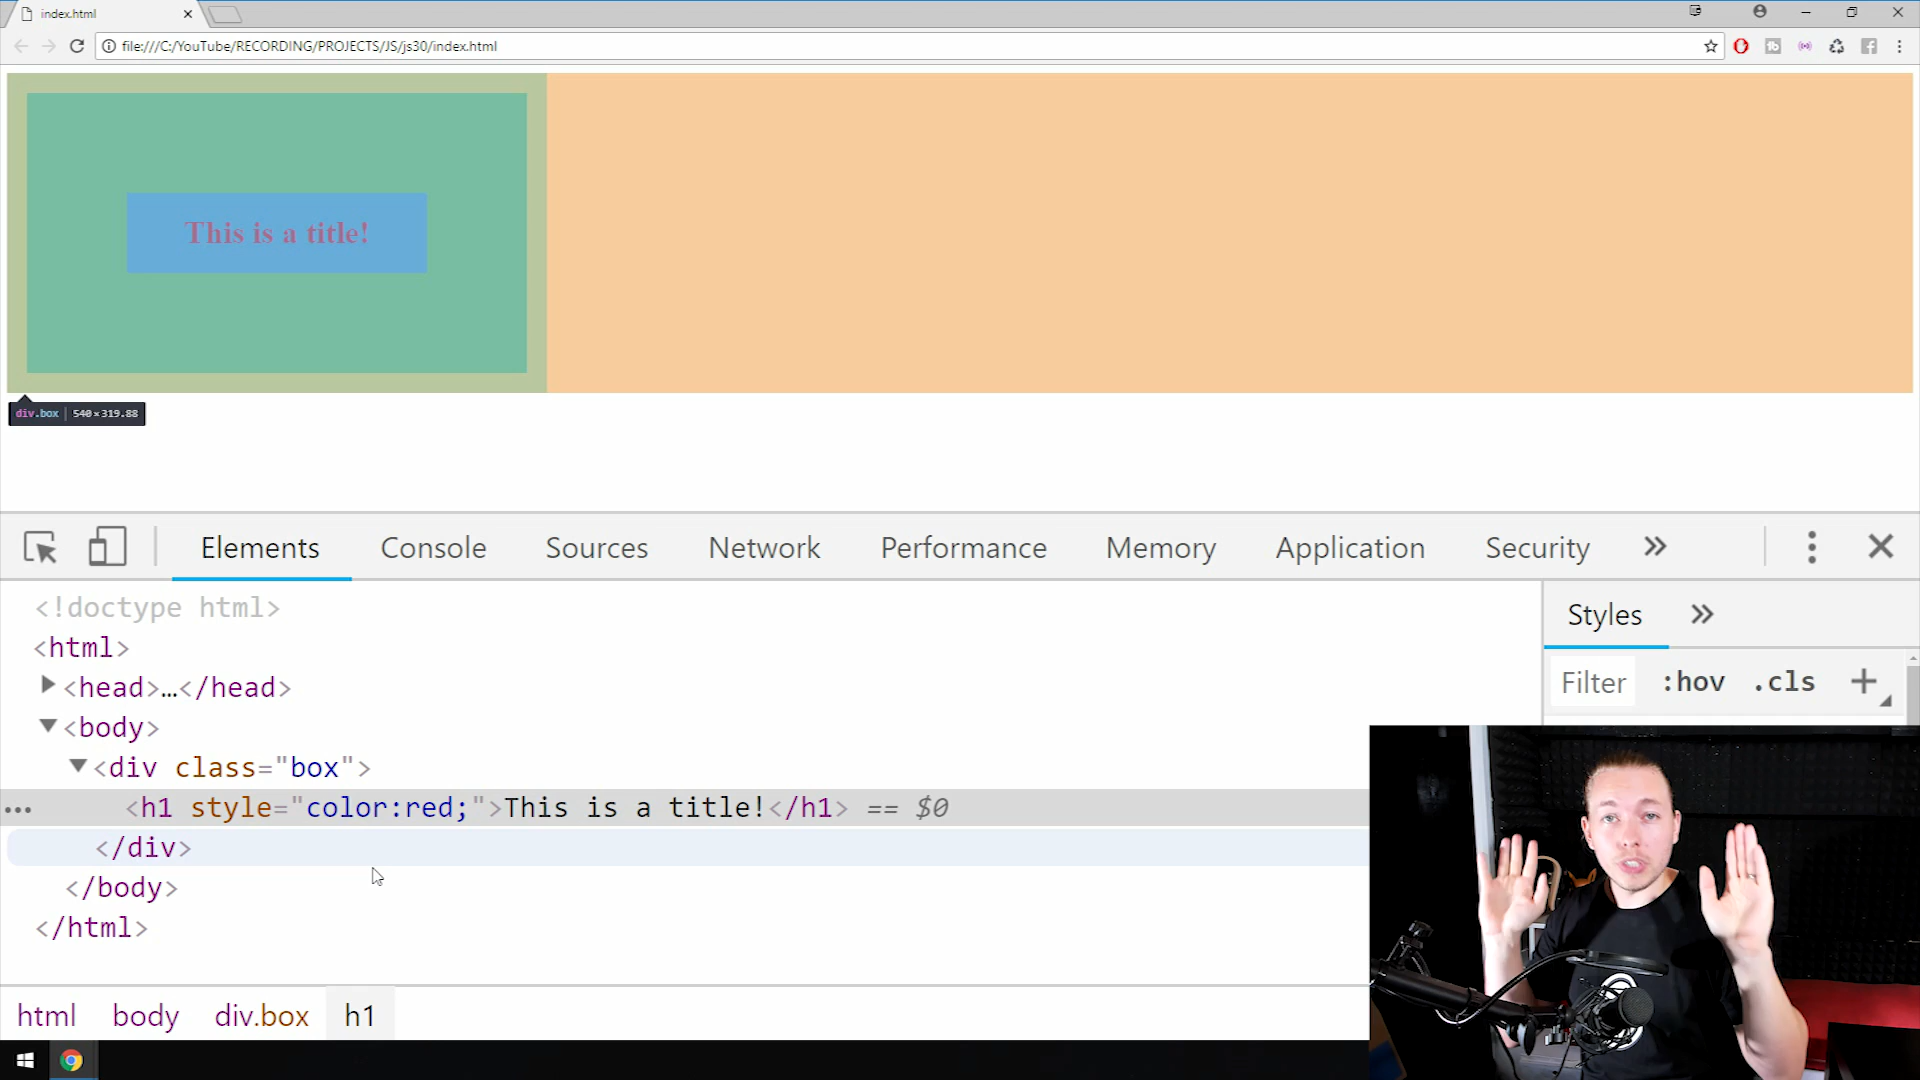 index.html
file:///C:/YouTube/RECORDING/PROJECTS/JS/js30/index.html
This is a title!
div.box | 540×319.88
Elements Console Sources Network Performance Memory Application Security »
<!doctype html>
<html>
<head>…</head>
<body>
<div class="box">
<h1 style="color:red;">This is a title!</h1> == $0
</div>
</body>
</html>
Styles »
Filter :hov .cls +
html body div.box h1